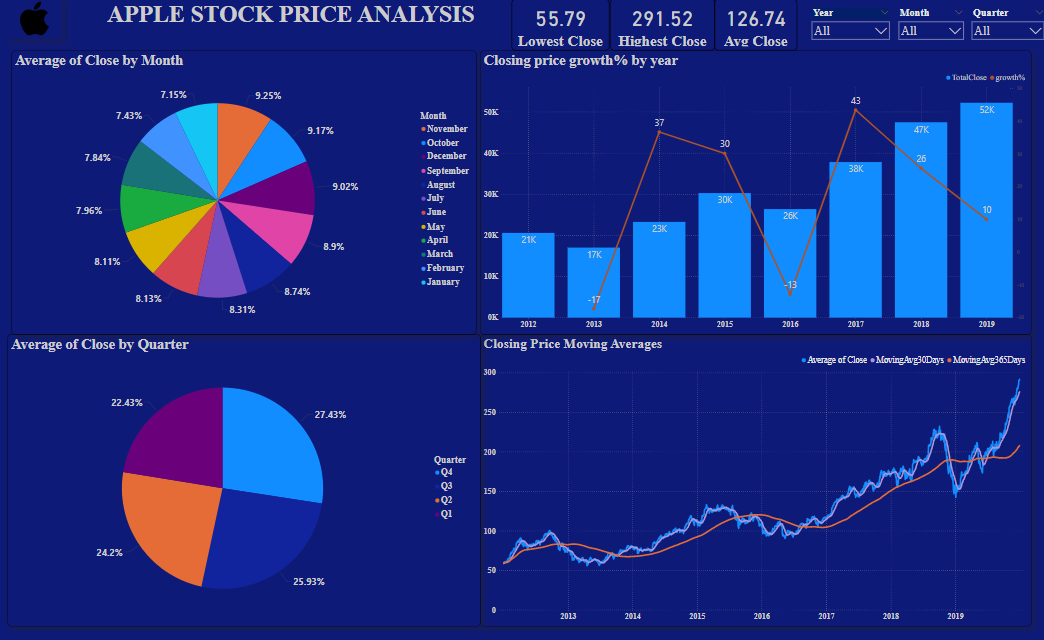 APPLE STOCK PRICE ANALYSIS
55.79
Lowest Close
291.52
Highest Close
126.74
Avg Close
Year
All
Month
All
Quarter
All
Average of Close by Month
9.25%
9.17%
9.02%
8.9%
8.74%
8.31%
8.13%
8.11%
7.96%
7.84%
7.43%
7.15%
Month
November
October
December
September
August
July
June
May
April
March
February
January
Closing price growth% by year
TotalClose growth%
50K
40K
30K
20K
10K
0K
21K
17K
23K
30K
26K
38K
47K
52K
-17
37
30
-13
43
26
10
2012 2013 2014 2015 2016 2017 2018 2019
Average of Close by Quarter
27.43%
25.93%
24.2%
22.43%
Quarter
Q4
Q3
Q2
Q1
Closing Price Moving Averages
Average of Close MovingAvg30Days MovingAvg365Days
300
250
200
150
100
50
0
2013 2014 2015 2016 2017 2018 2019